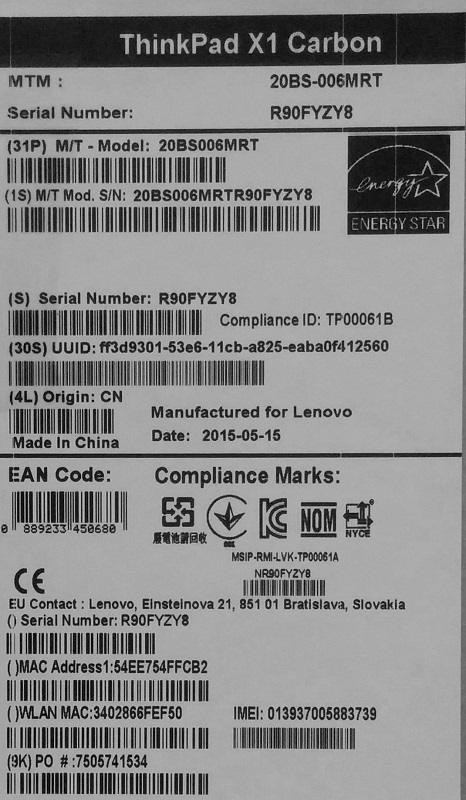 ThinkPad X1 Carbon
MTM : 20BS-006MRT
Serial Number: R90FYZY8
(31P) M/T - Model: 20BS006MRT
(1S) M/T Mod. S/N: 20BS006MRTR90FYZY8
energy
ENERGY STAR
(S) Serial Number: R90FYZY8
Compliance ID: TP00061B
(30S) UUID: ff3d9301-53e6-11cb-a825-eaba0f412560
(4L) Origin: CN
Manufactured for Lenovo
Made In China
Date: 2015-05-15
EAN Code: Compliance Marks:
0 889233 450680
廢電池請回收
NOM
NYCE
MSIP-RMI-LVK-TP00061A
NR90FYZY8
CE
EU Contact : Lenovo, Einsteinova 21, 851 01 Bratislava, Slovakia
() Serial Number: R90FYZY8
( )MAC Address1:54EE754FFCB2
( )WLAN MAC:3402866FEF50 IMEI: 013937005883739
(9K) PO # :7505741534